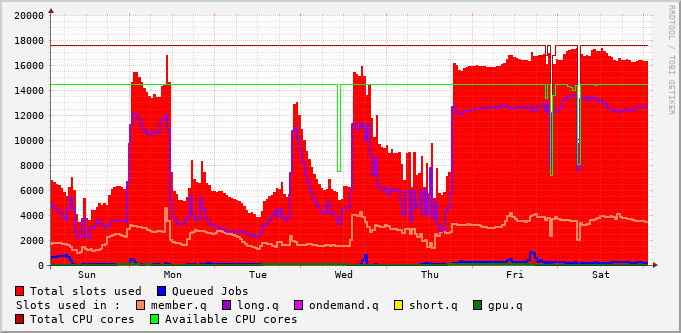 20000
18000
16000
14000
12000
10000
8000
6000
4000
2000
0
Sun Mon Tue Wed Thu Fri Sat
Total slots used Queued Jobs
Slots used in : member.q long.q ondemand.q short.q gpu.q
Total CPU cores Available CPU cores
RRDTOOL / TOBI OETIKER